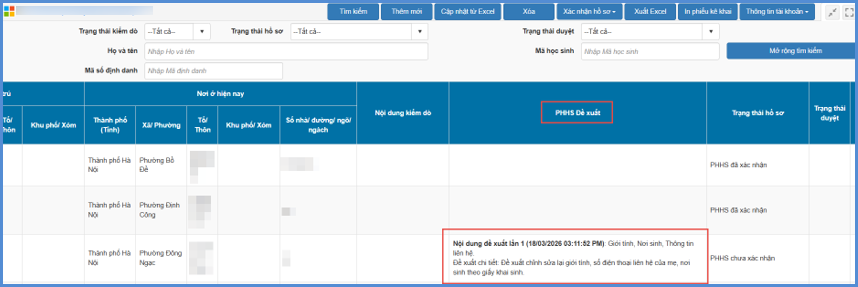 Tìm kiếm Thêm mới Cập nhật từ Excel Xóa Xác nhận hồ sơ Xuất Excel In phiếu kê khai Thông tin tài khoản
Trạng thái kiểm dò --Tất cả-- Trạng thái hồ sơ --Tất cả-- Trạng thái duyệt --Tất cả--
Họ và tên Nhập Họ và tên Mã học sinh Nhập Mã học sinh Mở rộng tìm kiếm
Mã số định danh Nhập Mã định danh
trú Nơi ở hiện nay
Tổ/ Thôn Khu phố/ Xóm Thành phố (Tỉnh) Xã/ Phường Tổ/ Thôn Khu phố/ Xóm Số nhà/ đường/ ngõ/ ngách Nội dung kiểm dò PHHS Đề xuất Trạng thái hồ sơ Trạng thái duyệt
Thành phố Hà Nội Phường Bồ Đề PHHS đã xác nhận
Thành phố Hà Nội Phường Định Công PHHS đã xác nhận
Thành phố Hà Nội Phường Đông Ngạc
Nội dung đề xuất lần 1 (18/03/2026 03:11:52 PM): Giới tính, Nơi sinh, Thông tin
liên hệ.
Đề xuất chi tiết: Đề xuất chỉnh sửa lại giới tính, số điện thoại liên hệ của mẹ, nơi
sinh theo giấy khai sinh.
PHHS chưa xác nhận